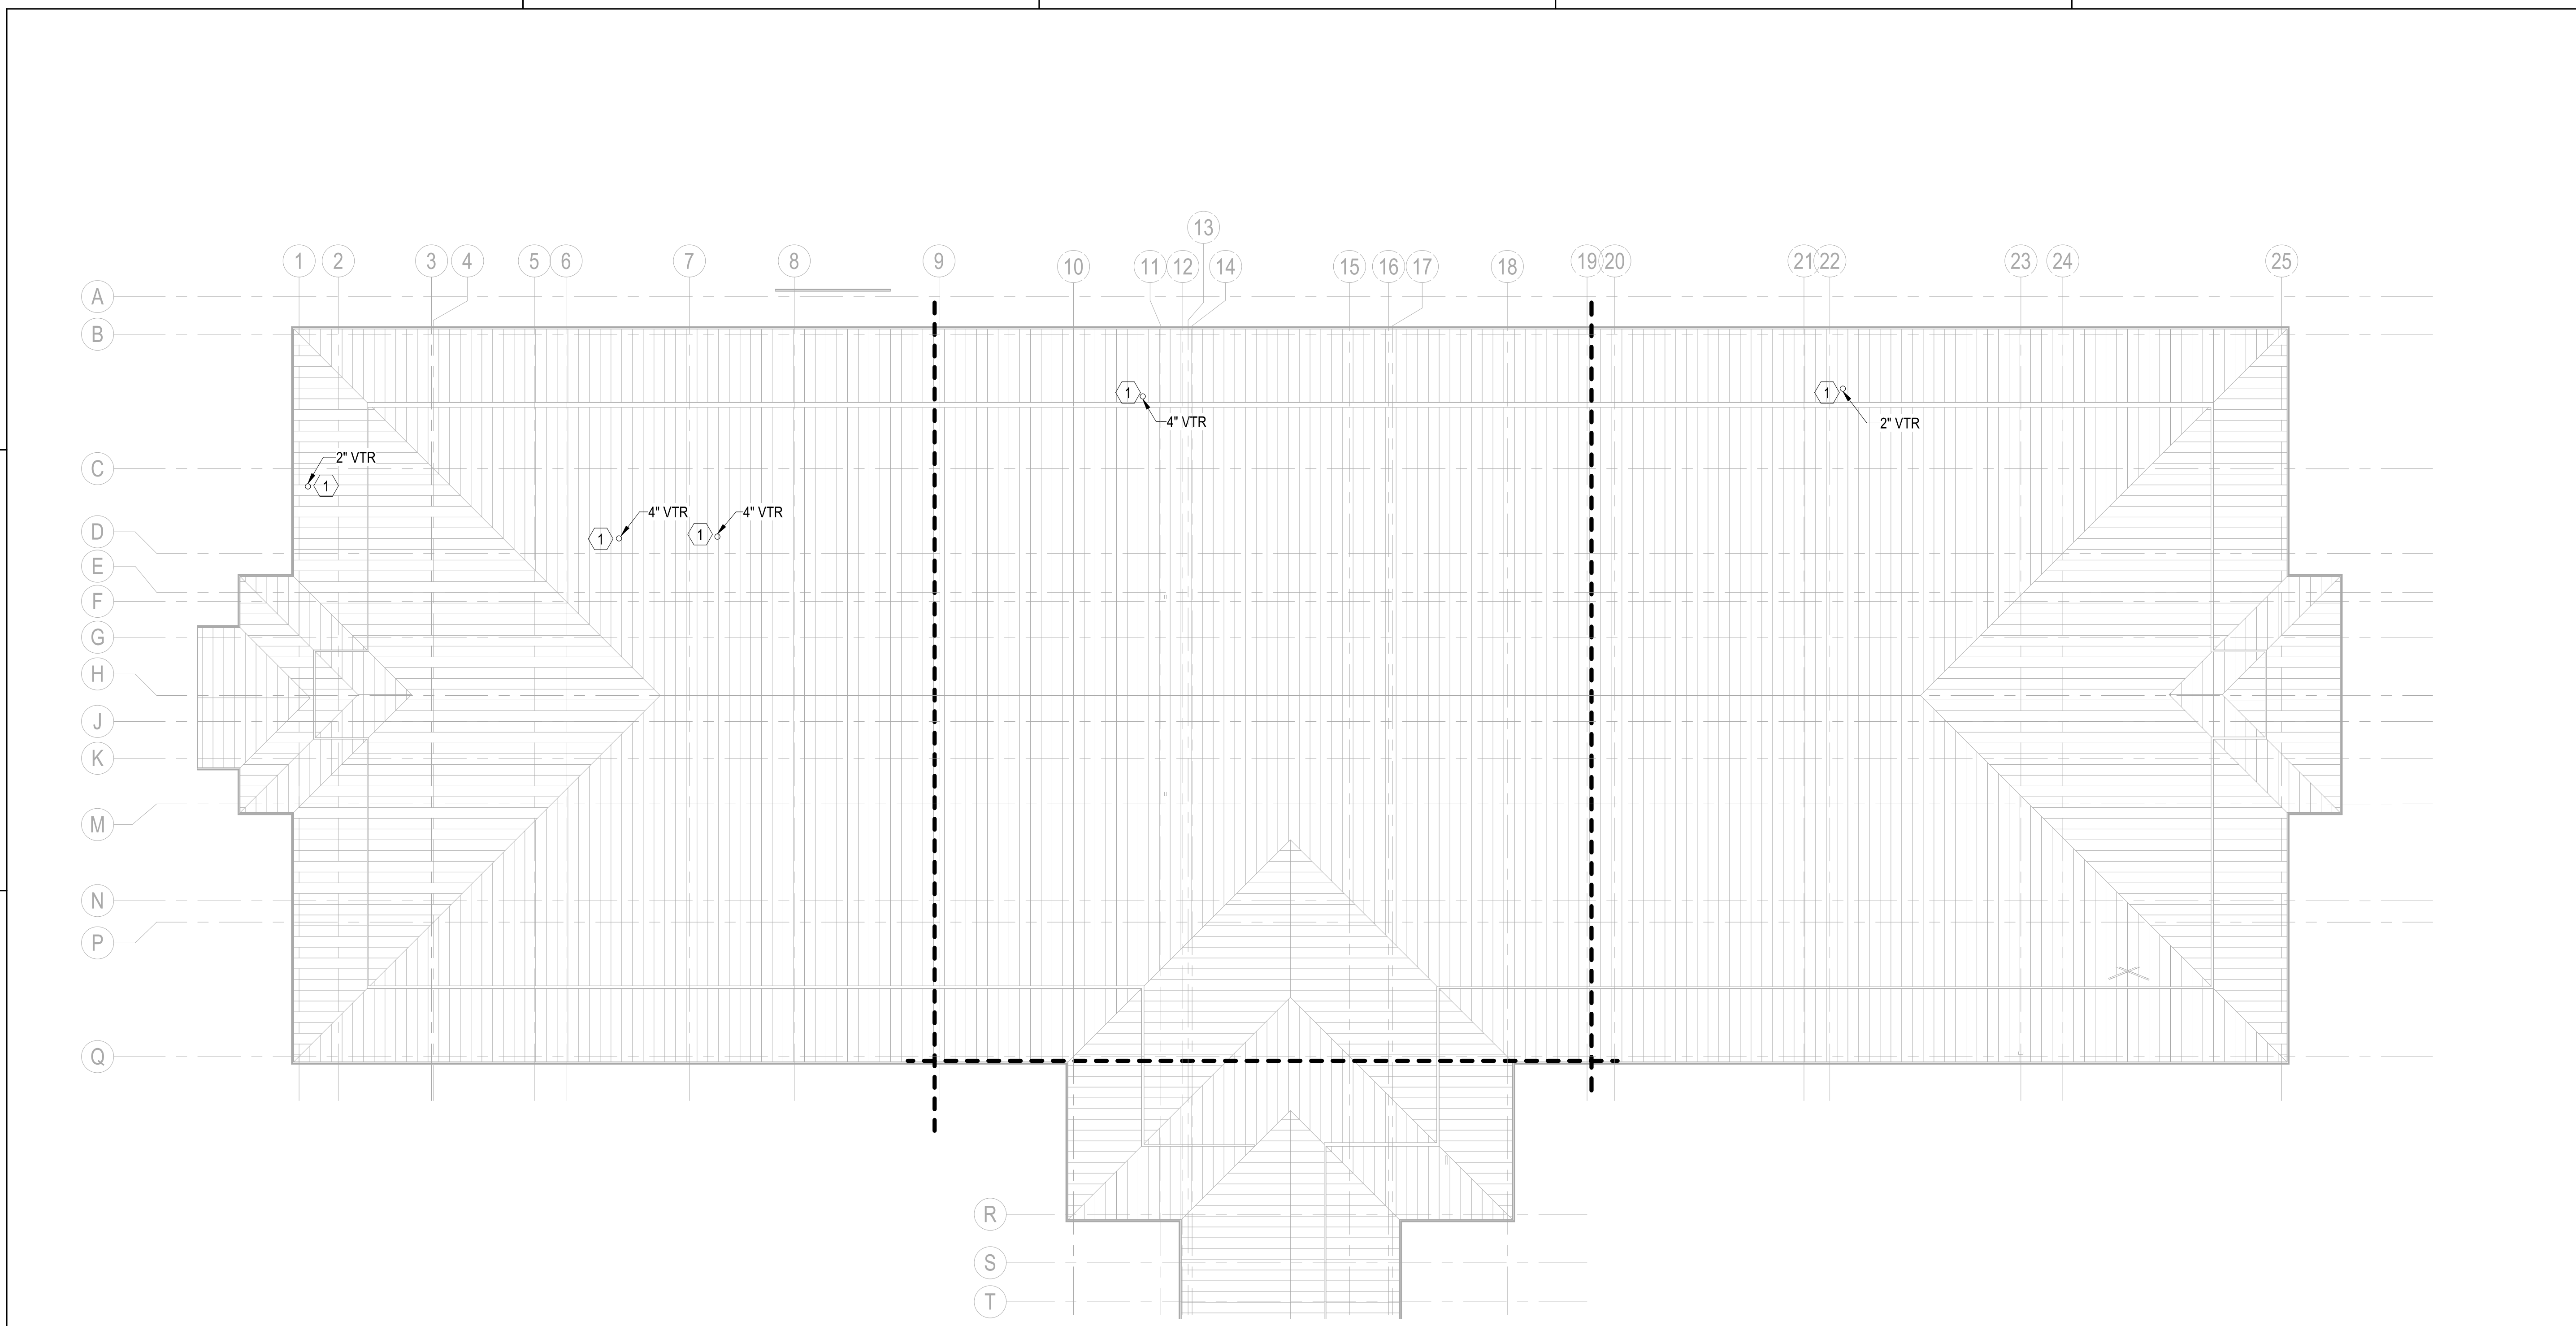 13
1 2 3 4 5 6 7 8 9 10 11 12 14 15 16 17 18 19 20 21 22 23 24 25
A
B
1 1
4" VTR 2" VTR
2" VTR
C
1
4" VTR 4" VTR
D
1 1
E
F
G
H
J
K
M
N
P
Q
R
S
T